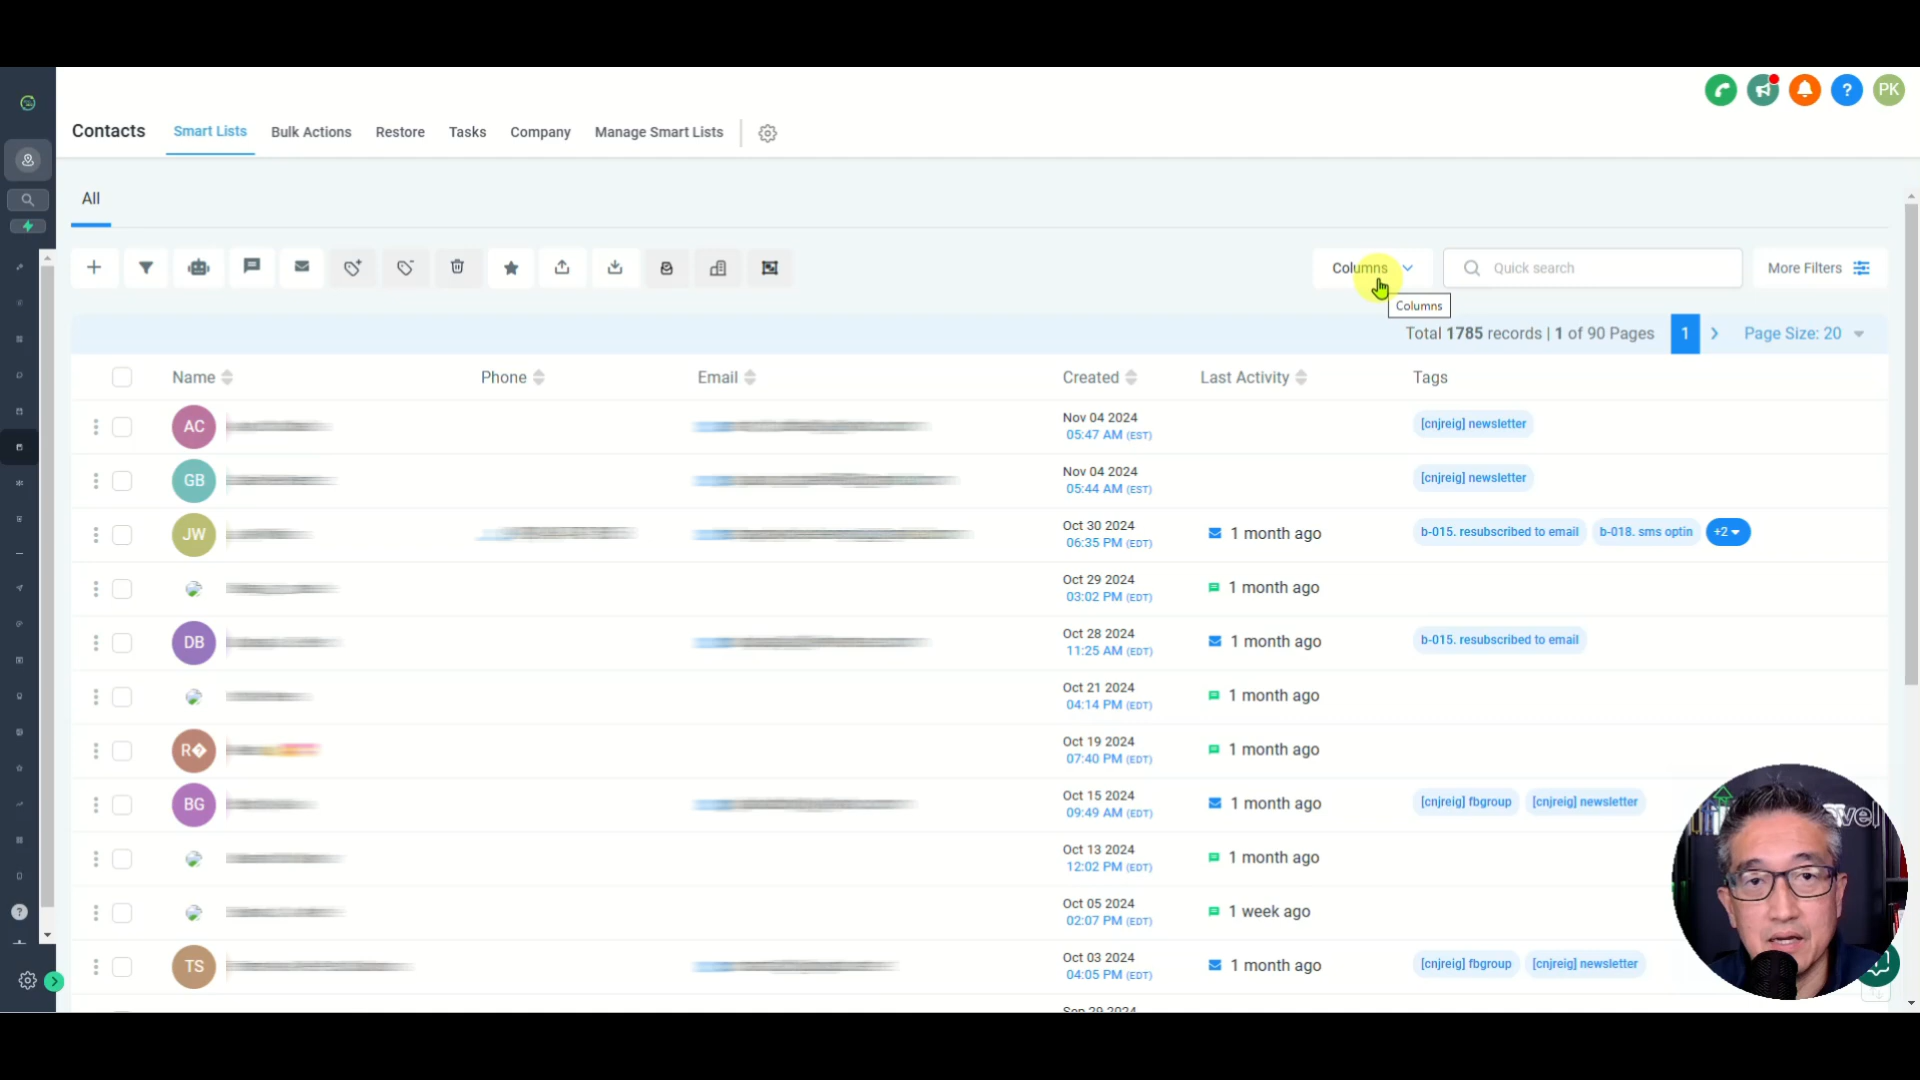 PK
Contacts Smart Lists Bulk Actions Restore Tasks Company Manage Smart Lists
All
Columns Quick search More Filters
Columns
Total 1785 records | 1 of 90 Pages 1 Page Size: 20
Name Phone Email Created Last Activity Tags
AC Nov 04 2024 [cnjreig] newsletter
05:47 AM (EST)
GB Nov 04 2024 [cnjreig] newsletter
05:44 AM (EST)
JW Oct 30 2024 1 month ago b-015. resubscribed to email b-018. sms optin +2
06:35 PM (EDT)
Oct 29 2024 1 month ago
03:02 PM (EDT)
DB Oct 28 2024 1 month ago b-015. resubscribed to email
11:25 AM (EDT)
Oct 21 2024 1 month ago
04:14 PM (EDT)
R� Oct 19 2024 1 month ago
07:40 PM (EDT)
BG Oct 15 2024 1 month ago [cnjreig] fbgroup [cnjreig] newsletter
09:49 AM (EDT)
Oct 13 2024 1 month ago
12:02 PM (EDT)
Oct 05 2024 1 week ago
02:07 PM (EDT)
TS Oct 03 2024 1 month ago [cnjreig] fbgroup [cnjreig] newsletter
04:05 PM (EDT)
Sep 29 2024